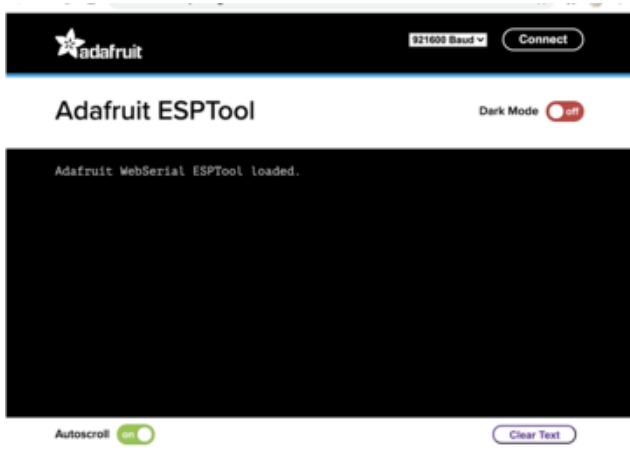 adafruit
921600 Baud
Connect
Adafruit ESPTool
Dark Mode off
Adafruit WebSerial ESPTool loaded.
Autoscroll on
Clear Text